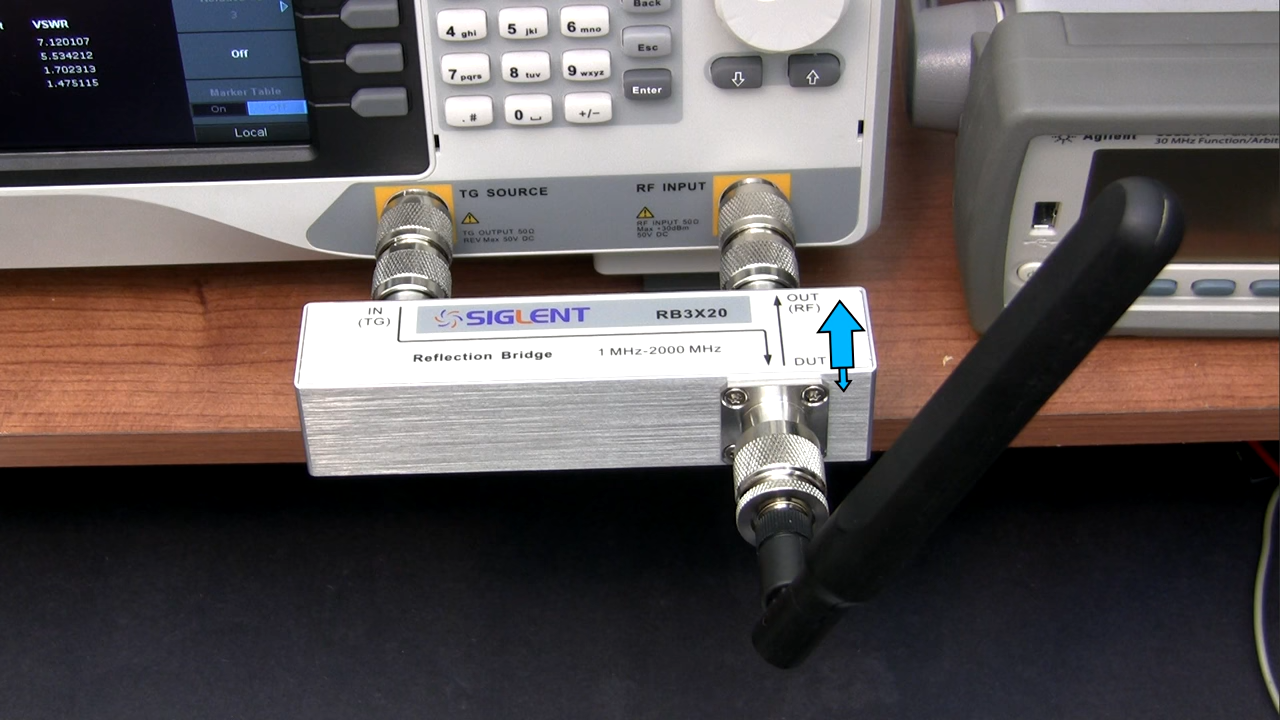 VSWR
7.120107
5.534212
1.702313
1.475115
3
Off
Marker Table
On Off
Local
Back
4 ghi 5 jkl 6 mno
Esc
7 pqrs 8 tuv 9 wxyz
Enter
. # 0 +/-
TG SOURCE
TG OUTPUT 50Ω
REV Max 50V DC
RF INPUT
RF INPUT 50Ω
Max +30dBm
50V DC
Agilent
30 MHz Function/Arbit
IN
(TG)
SIGLENT
RB3X20
OUT
(RF)
Reflection Bridge
1 MHz-2000 MHz
DUT